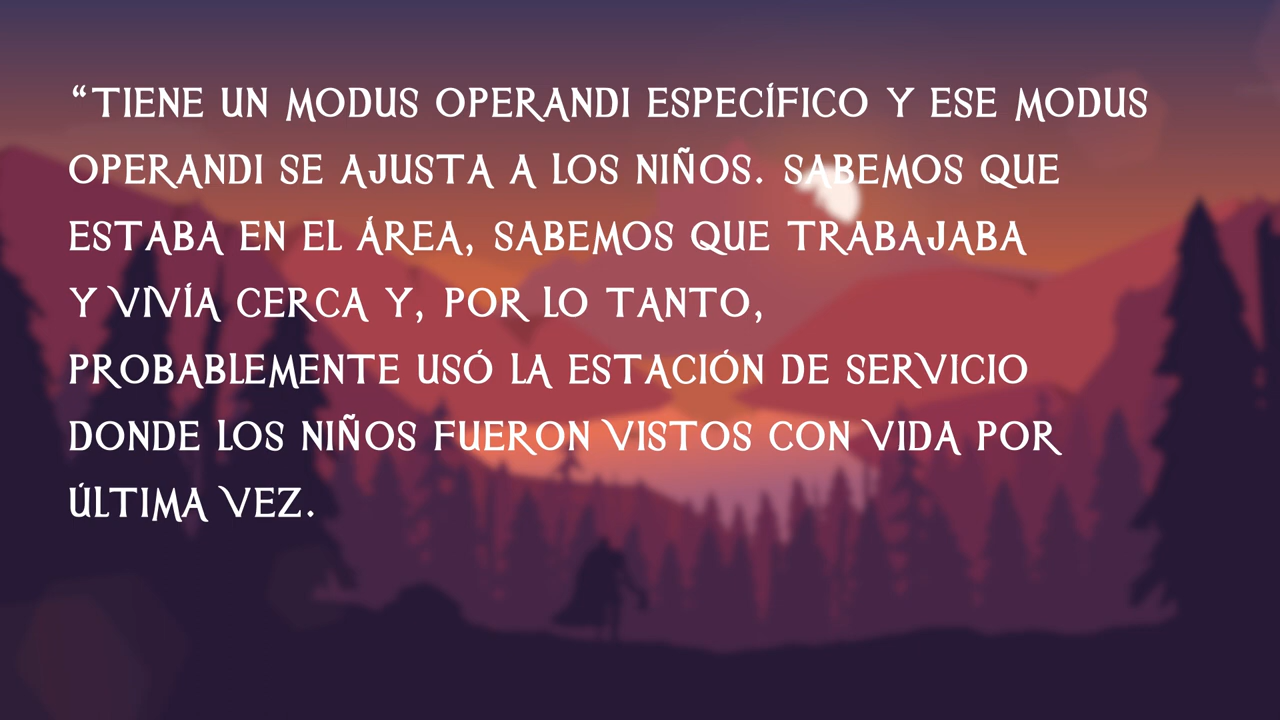 “TIENE UN MODUS OPERANDI ESPECÍFICO Y ESE MODUS
OPERANDI SE AJUSTA A LOS NIÑOS. SABEMOS QUE
ESTABA EN EL ÁREA, SABEMOS QUE TRABAJABA
Y VIVÍA CERCA Y, POR LO TANTO,
PROBABLEMENTE USÓ LA ESTACIÓN DE SERVICIO
DONDE LOS NIÑOS FUERON VISTOS CON VIDA POR
ÚLTIMA VEZ.